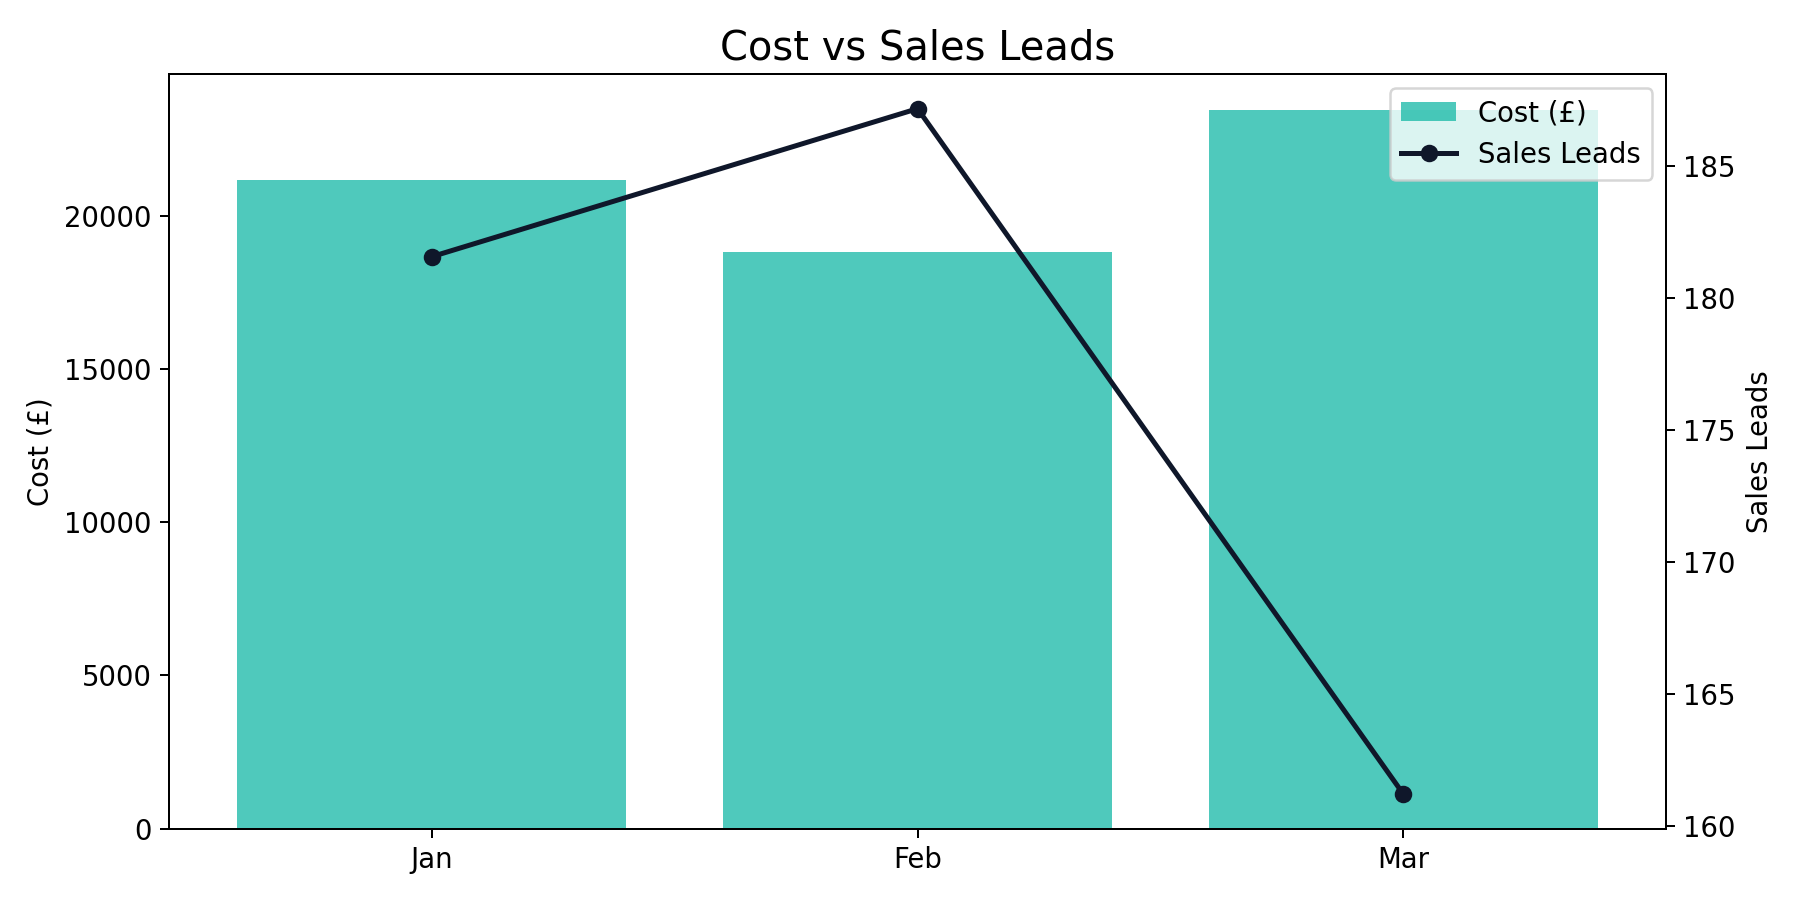 Cost vs Sales Leads
Cost (£)
Sales Leads
20000
15000
10000
5000
0
Cost (£)
185
180
175
170
165
160
Sales Leads
Jan
Feb
Mar